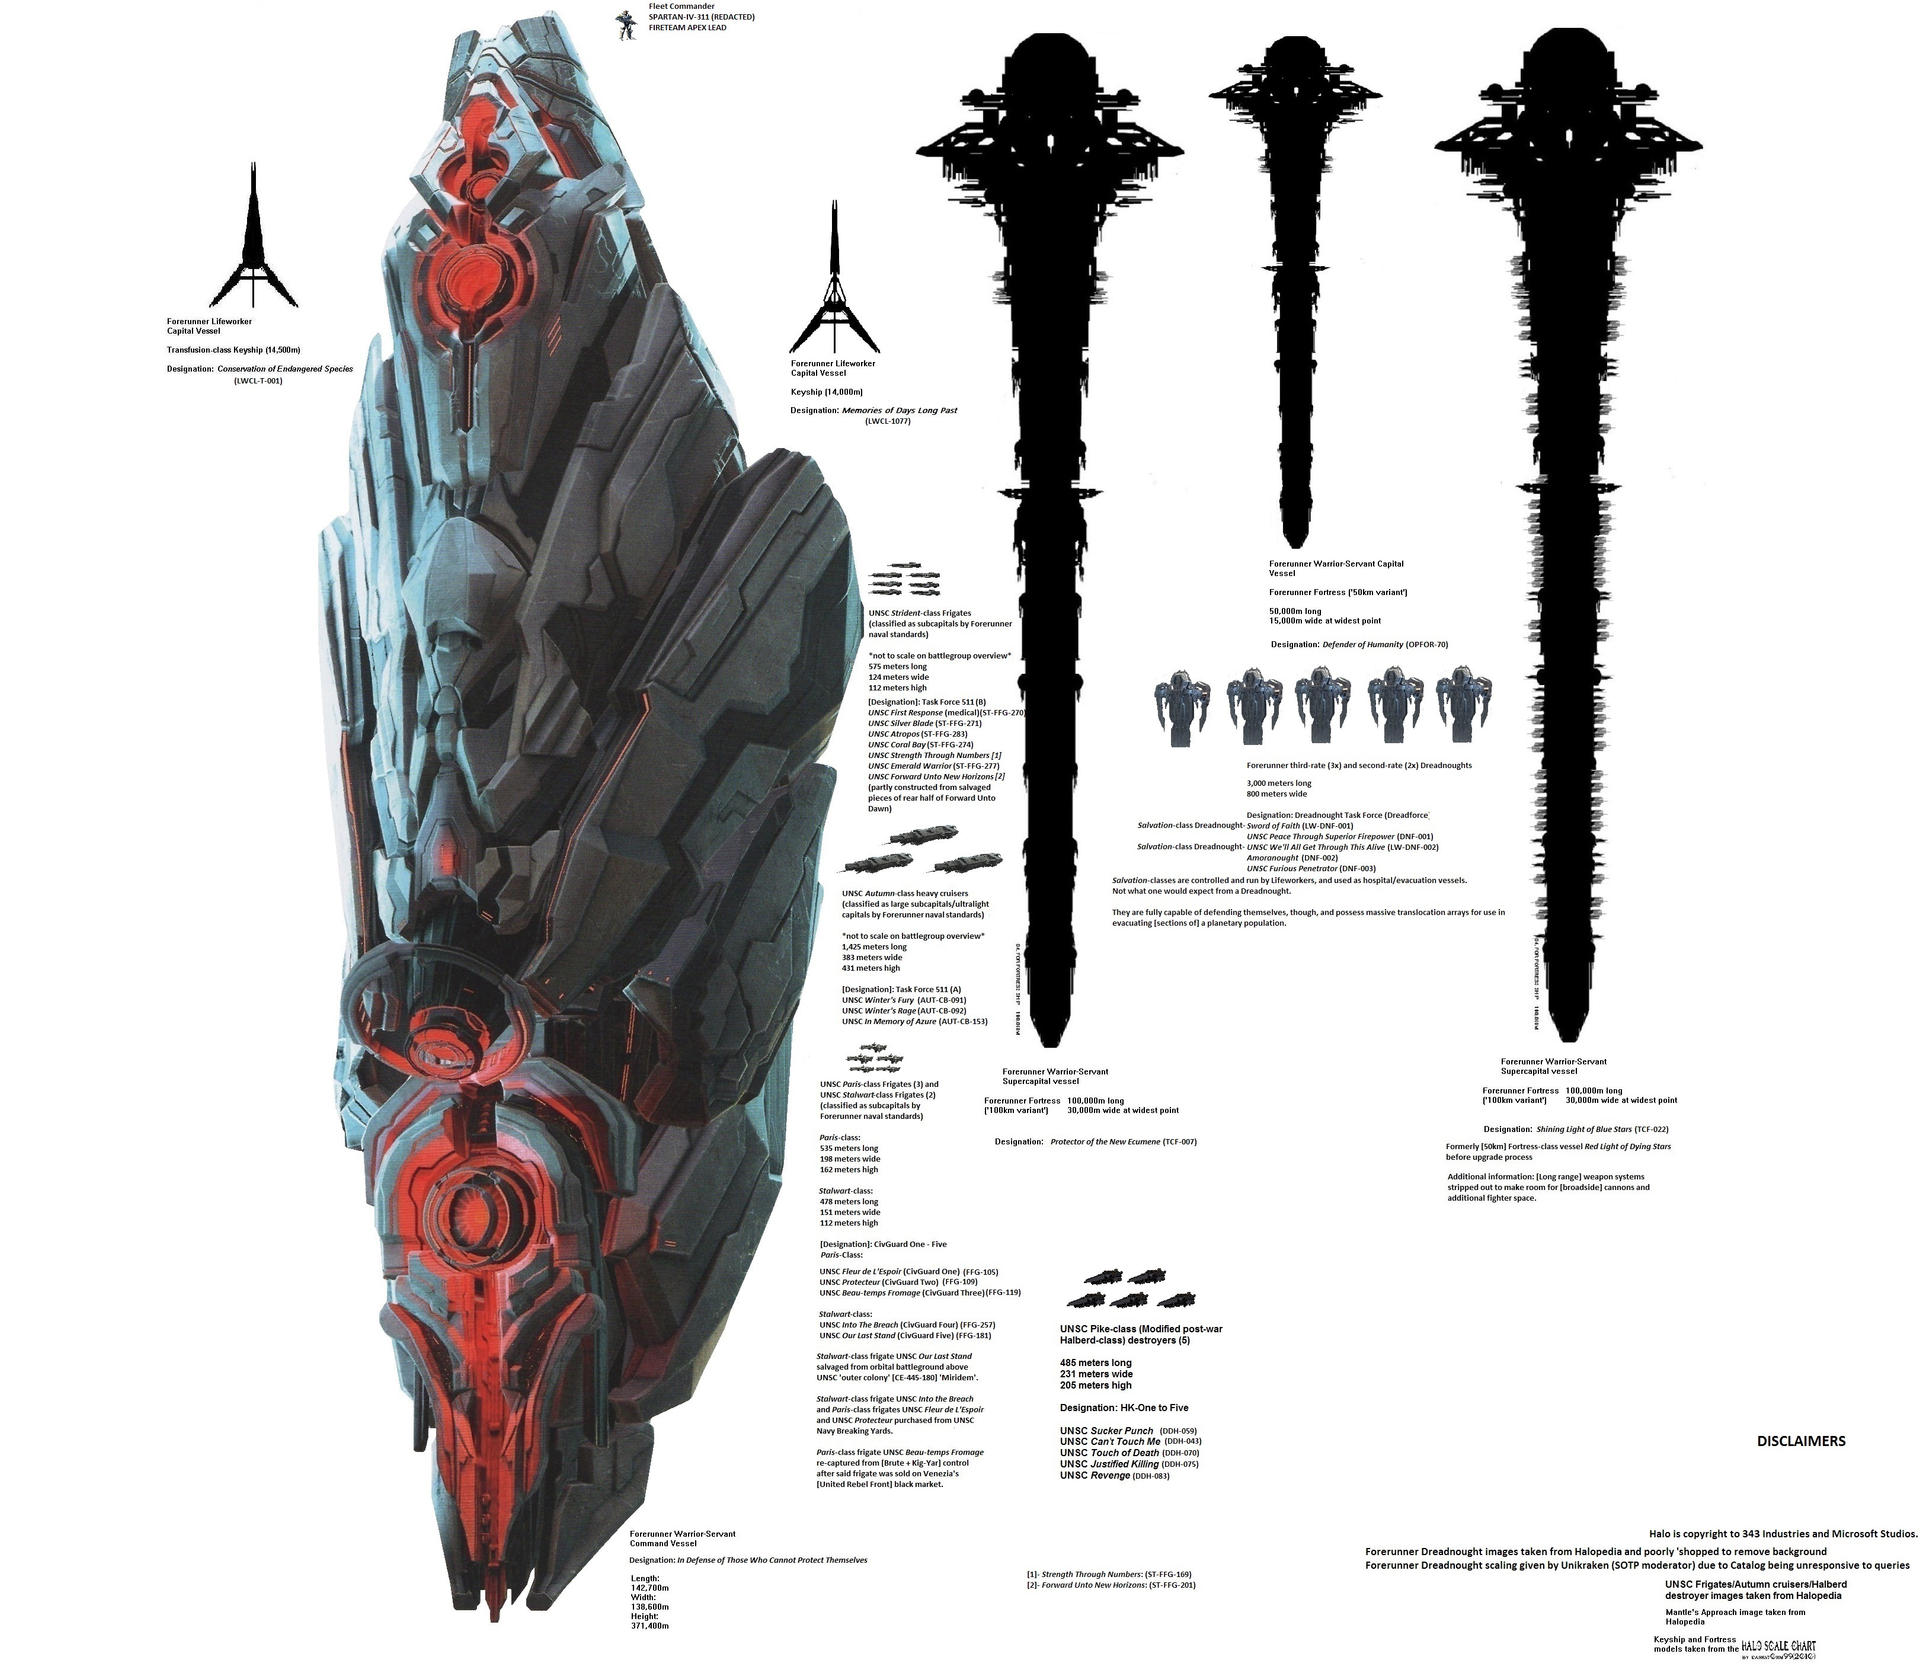 Fleet Commander
SPARTAN-IV-311 (REDACTED)
FIRETEAM APEX LEAD
Forerunner Lifeworker
Capital Vessel
Transfusion-class Keyship (14,500m)
Designation: Conservation of Endangered Species
(LWCL-T-001)
Forerunner Lifeworker
Capital Vessel
Keyship (14,000m)
Designation: Memories of Days Long Past
(LWCL-1077)
UNSC Strident-class Frigates
(classified as subcapitals by Forerunner
naval standards)
*not to scale on battlegroup overview*
575 meters long
124 meters wide
112 meters high
[Designation]: Task Force 511 (B)
UNSC First Response (medical)(ST-FFG-270)
UNSC Silver Blade (ST-FFG-271)
UNSC Atropos (ST-FFG-283)
UNSC Coral Bay (ST-FFG-274)
UNSC Strength Through Numbers [1]
UNSC Emerald Warrior (ST-FFG-277)
UNSC Forward Unto New Horizons [2]
(partly constructed from salvaged
pieces of rear half of Forward Unto
Dawn)
UNSC Autumn-class heavy cruisers
(classified as large subcapitals/ultralight
capitals by Forerunner naval standards)
*not to scale on battlegroup overview*
1,425 meters long
383 meters wide
431 meters high
[Designation]: Task Force 511 (A)
UNSC Winter's Fury (AUT-CB-091)
UNSC Winter's Rage (AUT-CB-092)
UNSC In Memory of Azure (AUT-CB-153)
UNSC Paris-class Frigates (3) and
UNSC Stalwart-class Frigates (2)
(classified as subcapitals by
Forerunner naval standards)
Paris-class:
535 meters long
198 meters wide
162 meters high
Stalwart-class:
478 meters long
151 meters wide
112 meters high
[Designation]: CivGuard One - Five
Paris-Class:
UNSC Fleur de L'Espoir (CivGuard One) (FFG-105)
UNSC Protecteur (CivGuard Two) (FFG-109)
UNSC Beau-temps Fromage (CivGuard Three)(FFG-119)
Stalwart-class:
UNSC Into The Breach (CivGuard Four) (FFG-257)
UNSC Our Last Stand (CivGuard Five) (FFG-181)
Stalwart-class frigate UNSC Our Last Stand
salvaged from orbital battleground above
UNSC 'outer colony' [CE-445-180] 'Miridem'.
Stalwart-class frigate UNSC Into the Breach
and Paris-class frigates UNSC Fleur de L'Espoir
and UNSC Protecteur purchased from UNSC
Navy Breaking Yards.
Paris-class frigate UNSC Beau-temps Fromage
re-captured from [Brute + Kig-Yar] control
after said frigate was sold on Venezia's
[United Rebel Front] black market.
Forerunner Warrior-Servant
Command Vessel
Designation: In Defense of Those Who Cannot Protect Themselves
Length:
142,700m
Width:
138,600m
Height:
371,400m
Forerunner Warrior-Servant
Supercapital vessel
Forerunner Fortress 100,000m long
('100km variant') 30,000m wide at widest point
Designation: Protector of the New Ecumene (TCF-007)
UNSC Pike-class (Modified post-war
Halberd-class) destroyers (5)
485 meters long
231 meters wide
205 meters high
Designation: HK-One to Five
UNSC Sucker Punch (DDH-059)
UNSC Can't Touch Me (DDH-043)
UNSC Touch of Death (DDH-070)
UNSC Justified Killing (DDH-075)
UNSC Revenge (DDH-083)
[1]- Strength Through Numbers: (ST-FFG-169)
[2]- Forward Unto New Horizons: (ST-FFG-201)
Forerunner Warrior-Servant Capital
Vessel
Forerunner Fortress ('50km variant')
50,000m long
15,000m wide at widest point
Designation: Defender of Humanity (OPFOR-70)
Forerunner third-rate (3x) and second-rate (2x) Dreadnoughts
3,000 meters long
800 meters wide
Designation: Dreadnought Task Force (Dreadforce)
Salvation-class Dreadnought- Sword of Faith (LW-DNF-001)
UNSC Peace Through Superior Firepower (DNF-001)
Salvation-class Dreadnought- UNSC We'll All Get Through This Alive (LW-DNF-002)
Amoranought (DNF-002)
UNSC Furious Penetrator (DNF-003)
Salvation-classes are controlled and run by Lifeworkers, and used as hospital/evacuation vessels.
Not what one would expect from a Dreadnought.
They are fully capable of defending themselves, though, and possess massive translocation arrays for use in
evacuating [sections of] a planetary population.
Forerunner Warrior-Servant
Supercapital vessel
Forerunner Fortress 100,000m long
('100km variant') 30,000m wide at widest point
Designation: Shining Light of Blue Stars (TCF-022)
Formerly [50km] Fortress-class vessel Red Light of Dying Stars
before upgrade process
Additional information: [Long range] weapon systems
stripped out to make room for [broadside] cannons and
additional fighter space.
DISCLAIMERS
Halo is copyright to 343 Industries and Microsoft Studios.
Forerunner Dreadnought images taken from Halopedia and poorly 'shopped to remove background
Forerunner Dreadnought scaling given by Unikraken (SOTP moderator) due to Catalog being unresponsive to queries
UNSC Frigates/Autumn cruisers/Halberd
destroyer images taken from Halopedia
Mantle's Approach image taken from
Halopedia
Keyship and Fortress
models taken from the HALO SCALE CHART